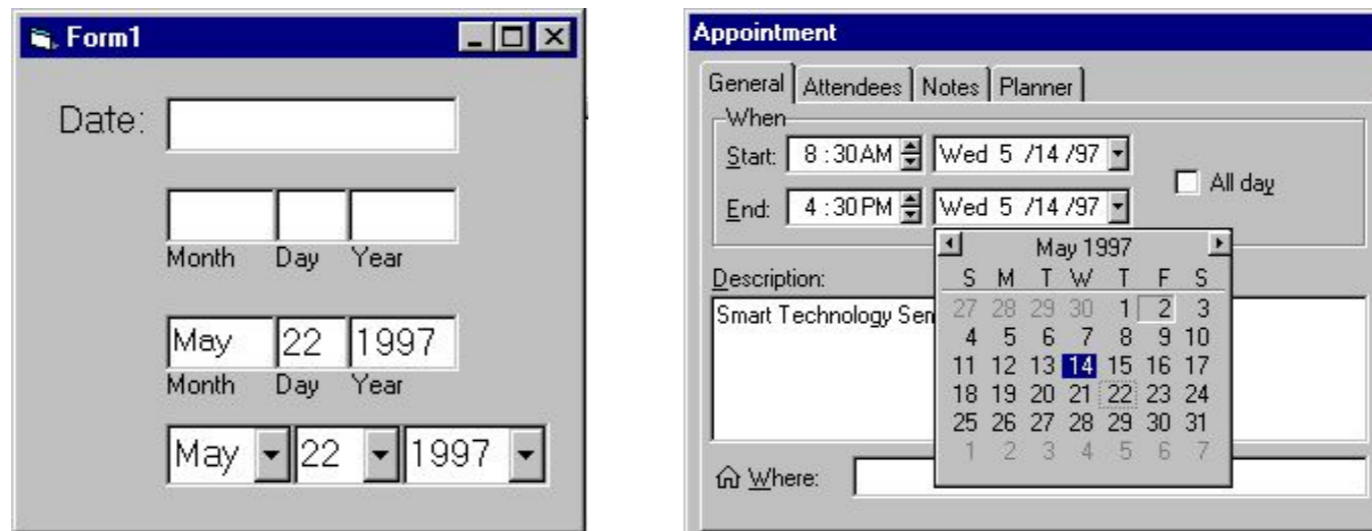 Form1
Date:
Month Day Year
May 22 1997
Month Day Year
May 22 1997
Appointment
General Attendees Notes Planner
When
Start: 8 :30AM Wed 5 /14 /97
All day
End: 4 :30PM Wed 5 /14 /97
May 1997
S M T W T F S
27 28 29 30 1 2 3
4 5 6 7 8 9 10
11 12 13 14 15 16 17
18 19 20 21 22 23 24
25 26 27 28 29 30 31
1 2 3 4 5 6 7
Description:
Smart Technology Sen
Where: